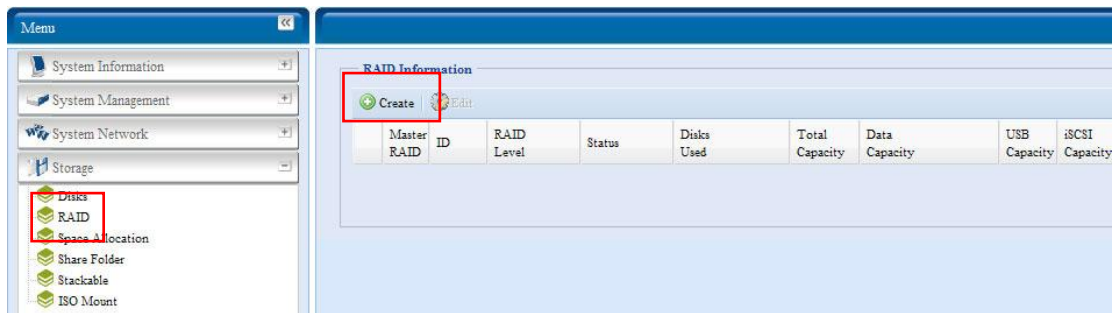 Menu
System Information
System Management
WWW System Network
Storage
Disks
RAID
Space Allocation
Share Folder
Stackable
ISO Mount
RAID Information
Create Edit
Master RAID ID RAID Level Status Disks Used Total Capacity Data Capacity USB Capacity iSCSI Capacity